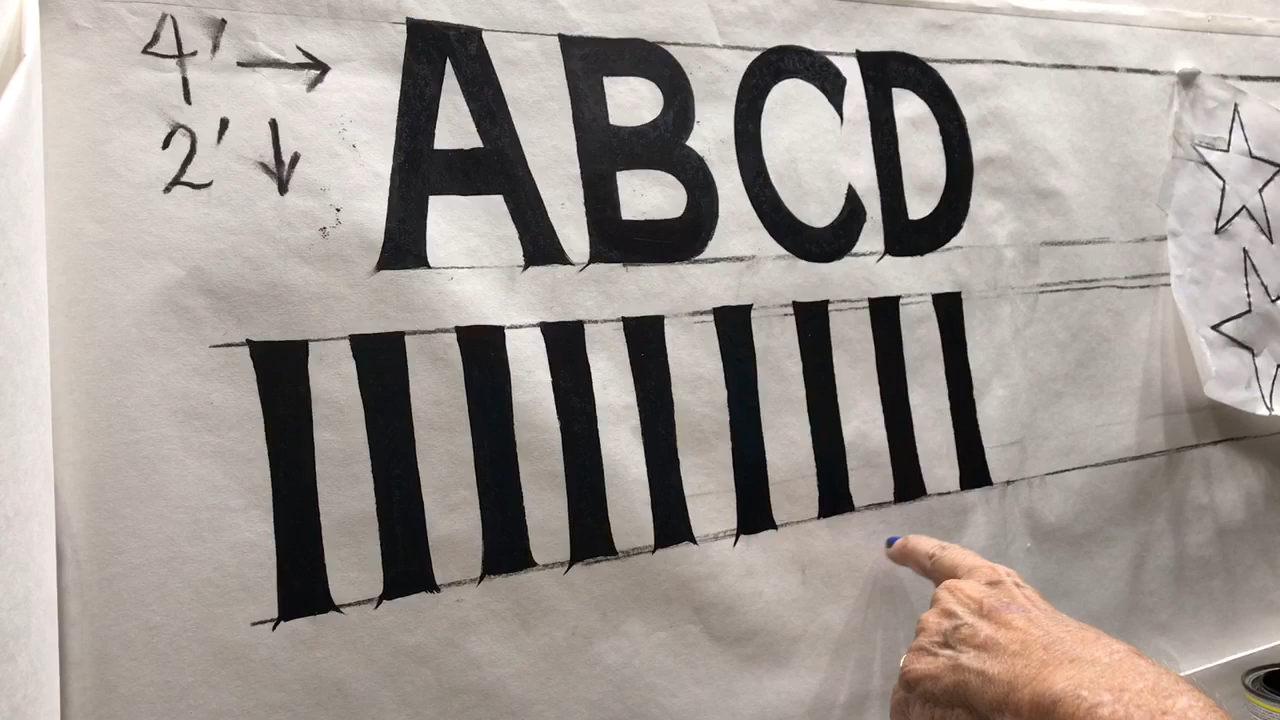 4' →
2' ↓
ABCD